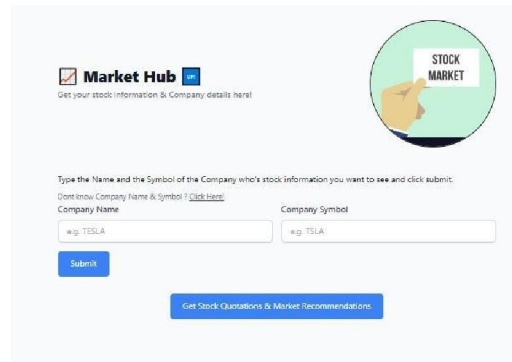 📈 Market Hub 🆙
Get your stock information & Company details here!
STOCK
MARKET
Type the Name and the Symbol of the Company who's stock information you want to see and click submit.
Dont know Company Name & Symbol ? Click Here!
Company Name
Company Symbol
e.g. TESLA
e.g. TSLA
Submit
Get Stock Quotations & Market Recommendations